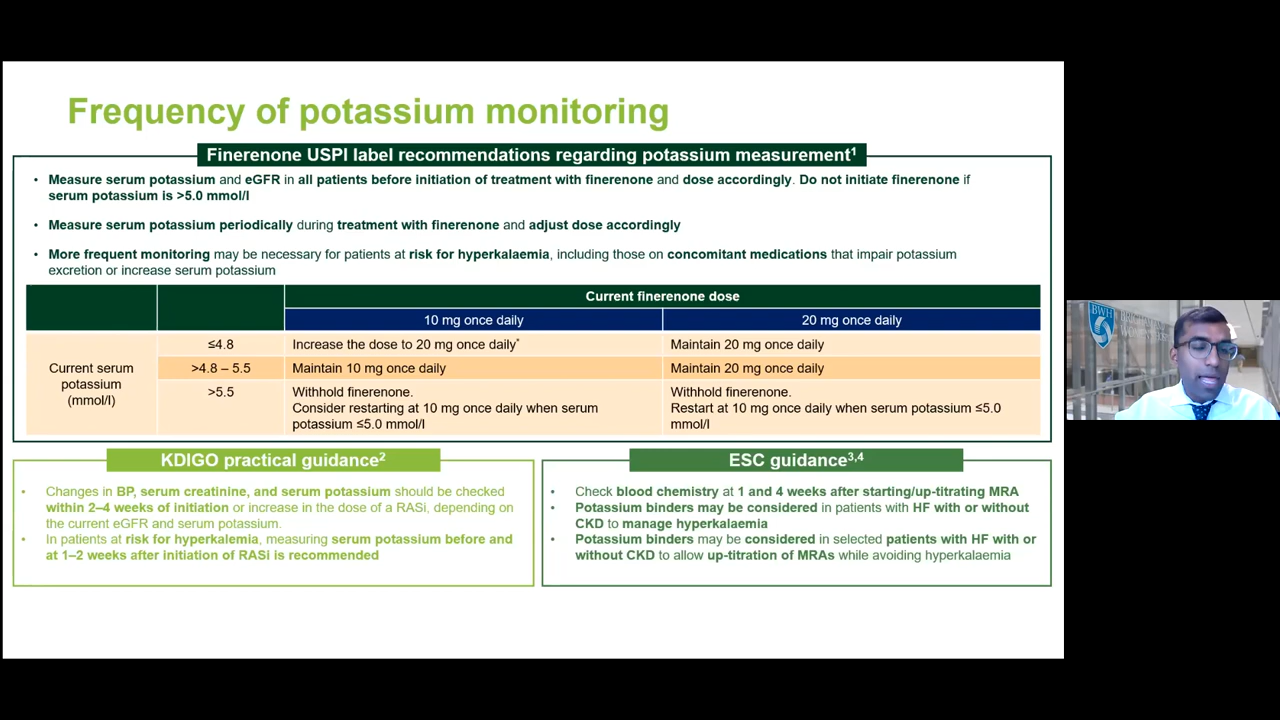 Frequency of potassium monitoring
Finerenone USPI label recommendations regarding potassium measurement¹
• Measure serum potassium and eGFR in all patients before initiation of treatment with finerenone and dose accordingly. Do not initiate finerenone if
serum potassium is >5.0 mmol/l
• Measure serum potassium periodically during treatment with finerenone and adjust dose accordingly
• More frequent monitoring may be necessary for patients at risk for hyperkalaemia, including those on concomitant medications that impair potassium
excretion or increase serum potassium
Current finerenone dose
10 mg once daily
20 mg once daily
Current serum
potassium
(mmol/l)
≤4.8
Increase the dose to 20 mg once daily*
Maintain 20 mg once daily
>4.8 – 5.5
Maintain 10 mg once daily
Maintain 20 mg once daily
>5.5
Withhold finerenone.
Consider restarting at 10 mg once daily when serum
potassium ≤5.0 mmol/l
Withhold finerenone.
Restart at 10 mg once daily when serum potassium ≤5.0
mmol/l
KDIGO practical guidance²
• Changes in BP, serum creatinine, and serum potassium should be checked
within 2–4 weeks of initiation or increase in the dose of a RASi, depending on
the current eGFR and serum potassium.
• In patients at risk for hyperkalemia, measuring serum potassium before and
at 1–2 weeks after initiation of RASi is recommended
ESC guidance³,⁴
• Check blood chemistry at 1 and 4 weeks after starting/up-titrating MRA
• Potassium binders may be considered in patients with HF with or without
CKD to manage hyperkalaemia
• Potassium binders may be considered in selected patients with HF with or
without CKD to allow up-titration of MRAs while avoiding hyperkalaemia
BWH